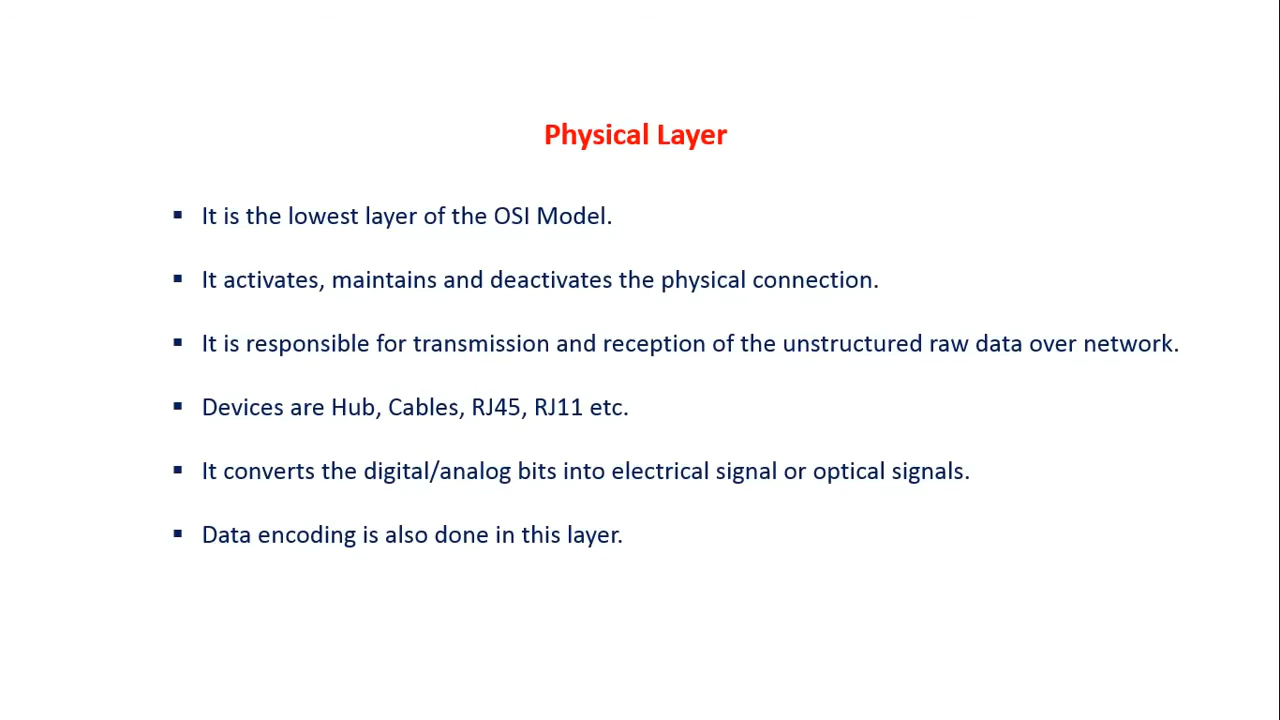 Physical Layer
▪ It is the lowest layer of the OSI Model.
▪ It activates, maintains and deactivates the physical connection.
▪ It is responsible for transmission and reception of the unstructured raw data over network.
▪ Devices are Hub, Cables, RJ45, RJ11 etc.
▪ It converts the digital/analog bits into electrical signal or optical signals.
▪ Data encoding is also done in this layer.